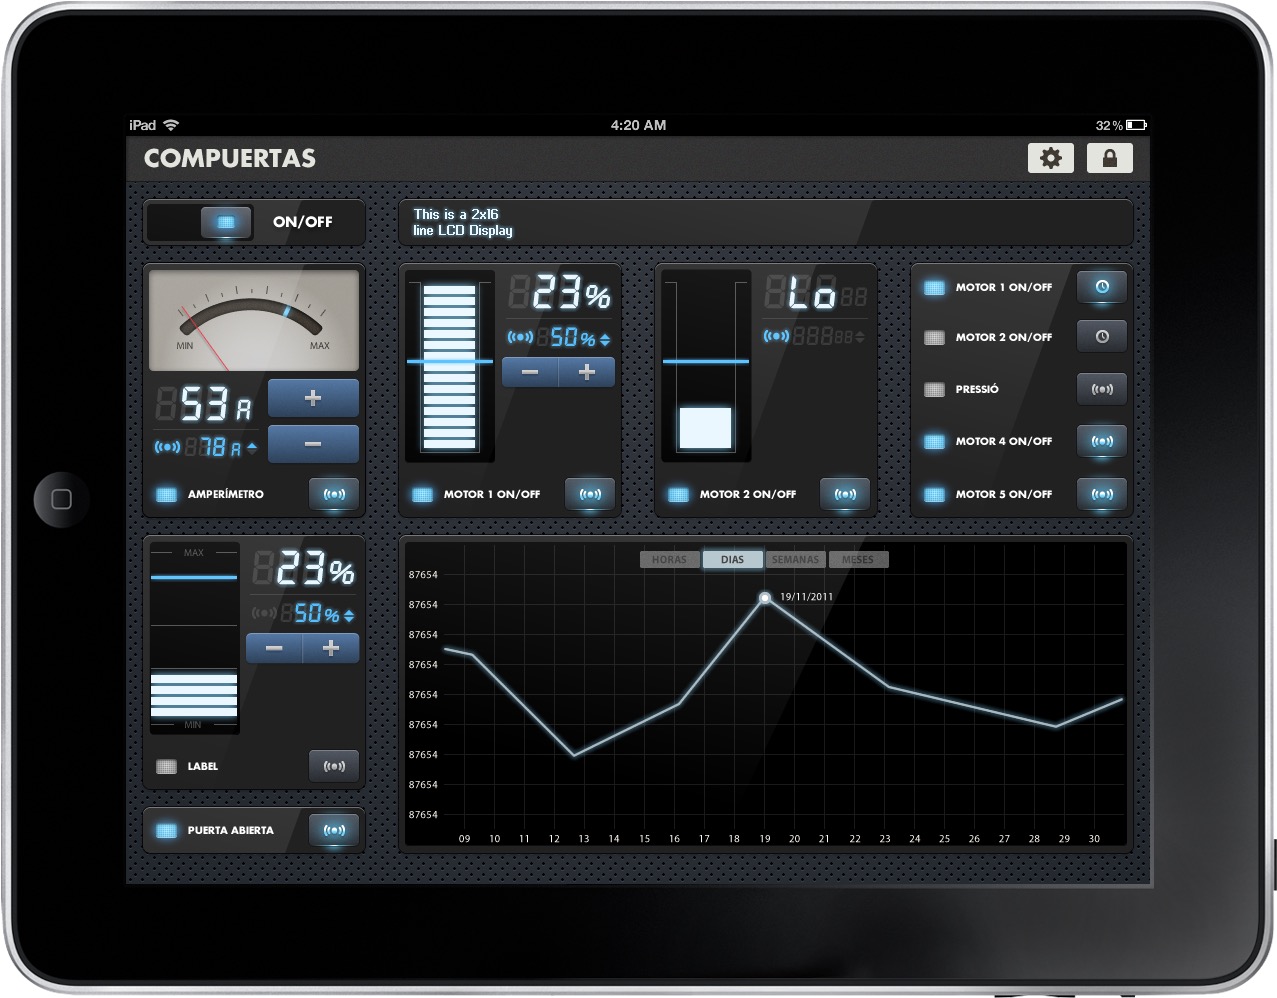 iPad 4:20 AM 32%
COMPUERTAS
ON/OFF
This is a 2x16
line LCD Display
MIN MAX
53 A
78 A
+
−
AMPERÍMETRO
23%
50%
− +
MOTOR 1 ON/OFF
Lo
MOTOR 2 ON/OFF
MOTOR 1 ON/OFF
MOTOR 2 ON/OFF
PRESSIÓ
MOTOR 4 ON/OFF
MOTOR 5 ON/OFF
MAX
MIN
23%
50%
− +
LABEL
PUERTA ABIERTA
HORAS DIAS SEMANAS MESES
19/11/2011
87654
87654
87654
87654
87654
87654
87654
87654
87654
09 10 11 12 13 14 15 16 17 18 19 20 21 22 23 24 25 26 27 28 29 30